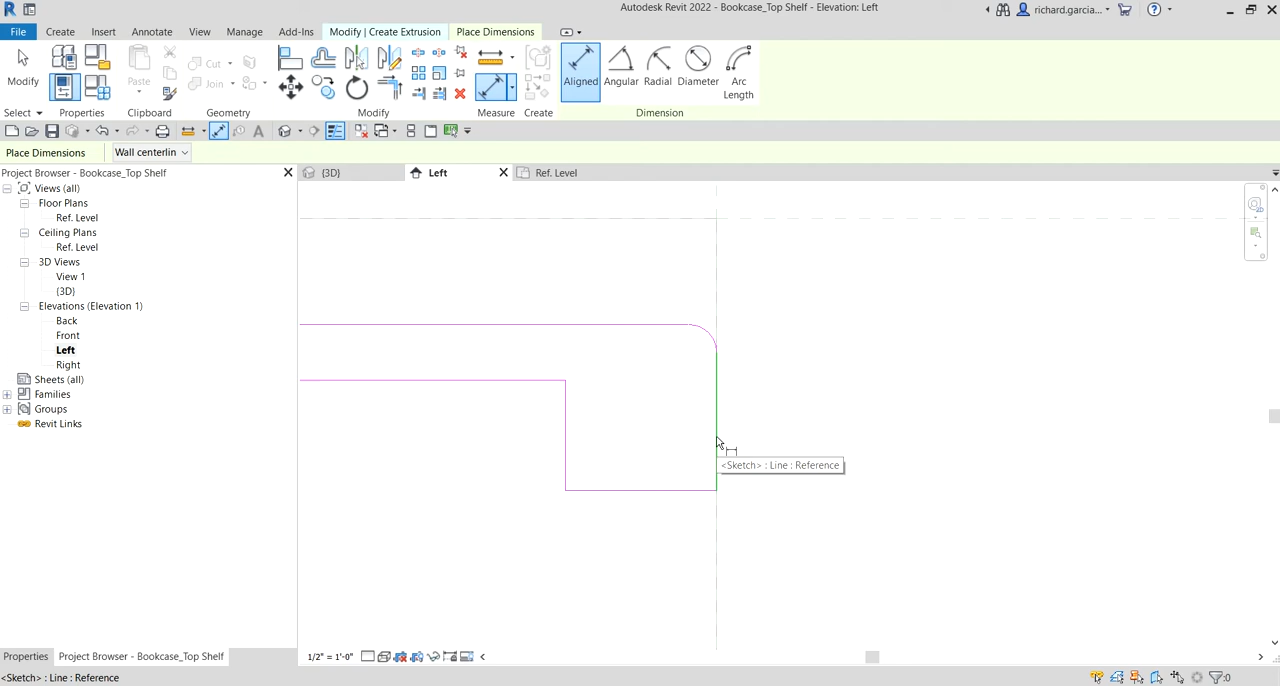 Autodesk Revit 2022 - Bookcase_Top Shelf - Elevation: Left
richard.garcia...
File Create Insert Annotate View Manage Add-Ins Modify | Create Extrusion Place Dimensions
Modify
Paste
Cut
Join
Aligned Angular Radial Diameter Arc
Length
Select Properties Clipboard Geometry Modify Measure Create Dimension
Place Dimensions Wall centerlin
Project Browser - Bookcase_Top Shelf
{3D} Left Ref. Level
Views (all)
Floor Plans
Ref. Level
Ceiling Plans
Ref. Level
3D Views
View 1
{3D}
Elevations (Elevation 1)
Back
Front
Left
Right
Sheets (all)
Families
Groups
Revit Links
2D
<Sketch> : Line : Reference
Properties Project Browser - Bookcase_Top Shelf
1/2" = 1'-0"
<Sketch> : Line : Reference
:0